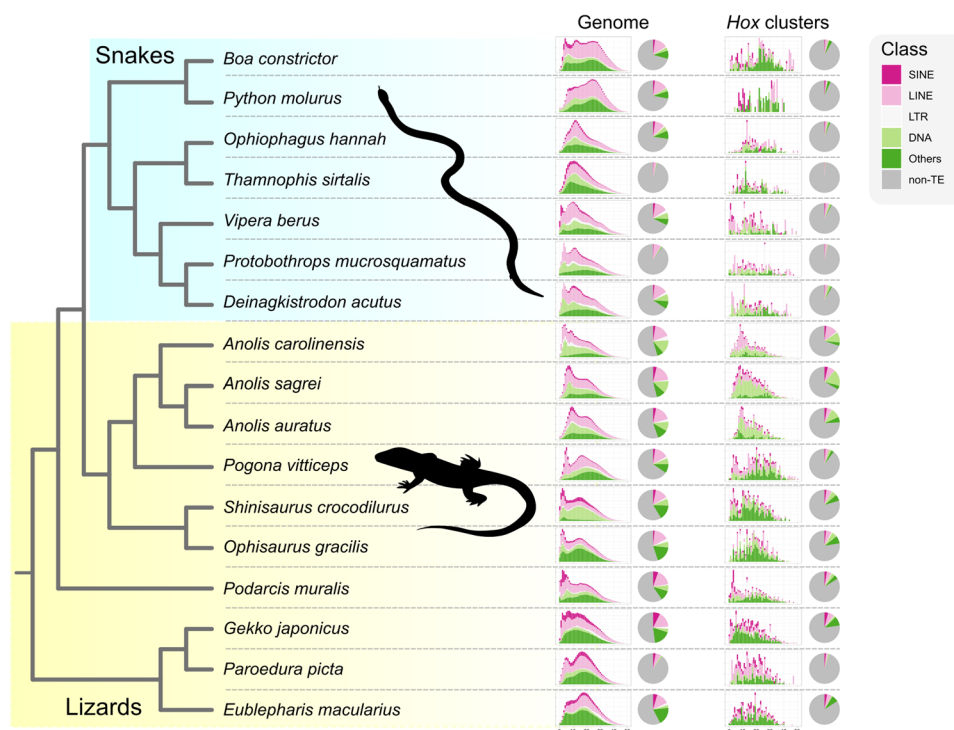 Genome
Hox clusters
Class
SINE
LINE
LTR
DNA
Others
non-TE
Snakes
Boa constrictor
Python molurus
Ophiophagus hannah
Thamnophis sirtalis
Vipera berus
Protobothrops mucrosquamatus
Deinagkistrodon acutus
Anolis carolinensis
Anolis sagrei
Anolis auratus
Pogona vitticeps
Shinisaurus crocodilurus
Ophisaurus gracilis
Podarcis muralis
Gekko japonicus
Paroedura picta
Lizards
Eublepharis macularius